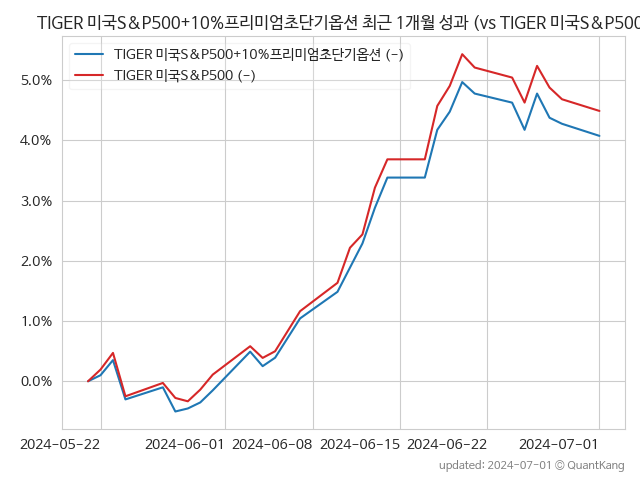 TIGER 미국S&P500+10%프리미엄초단기옵션 최근 1개월 성과 (vs TIGER 미국S&P500
TIGER 미국S&P500+10%프리미엄초단기옵션 (-)
TIGER 미국S&P500 (-)
5.0%
4.0%
3.0%
2.0%
1.0%
0.0%
2024-05-22 2024-06-01 2024-06-08 2024-06-15 2024-06-22 2024-07-01
updated: 2024-07-01 © QuantKang